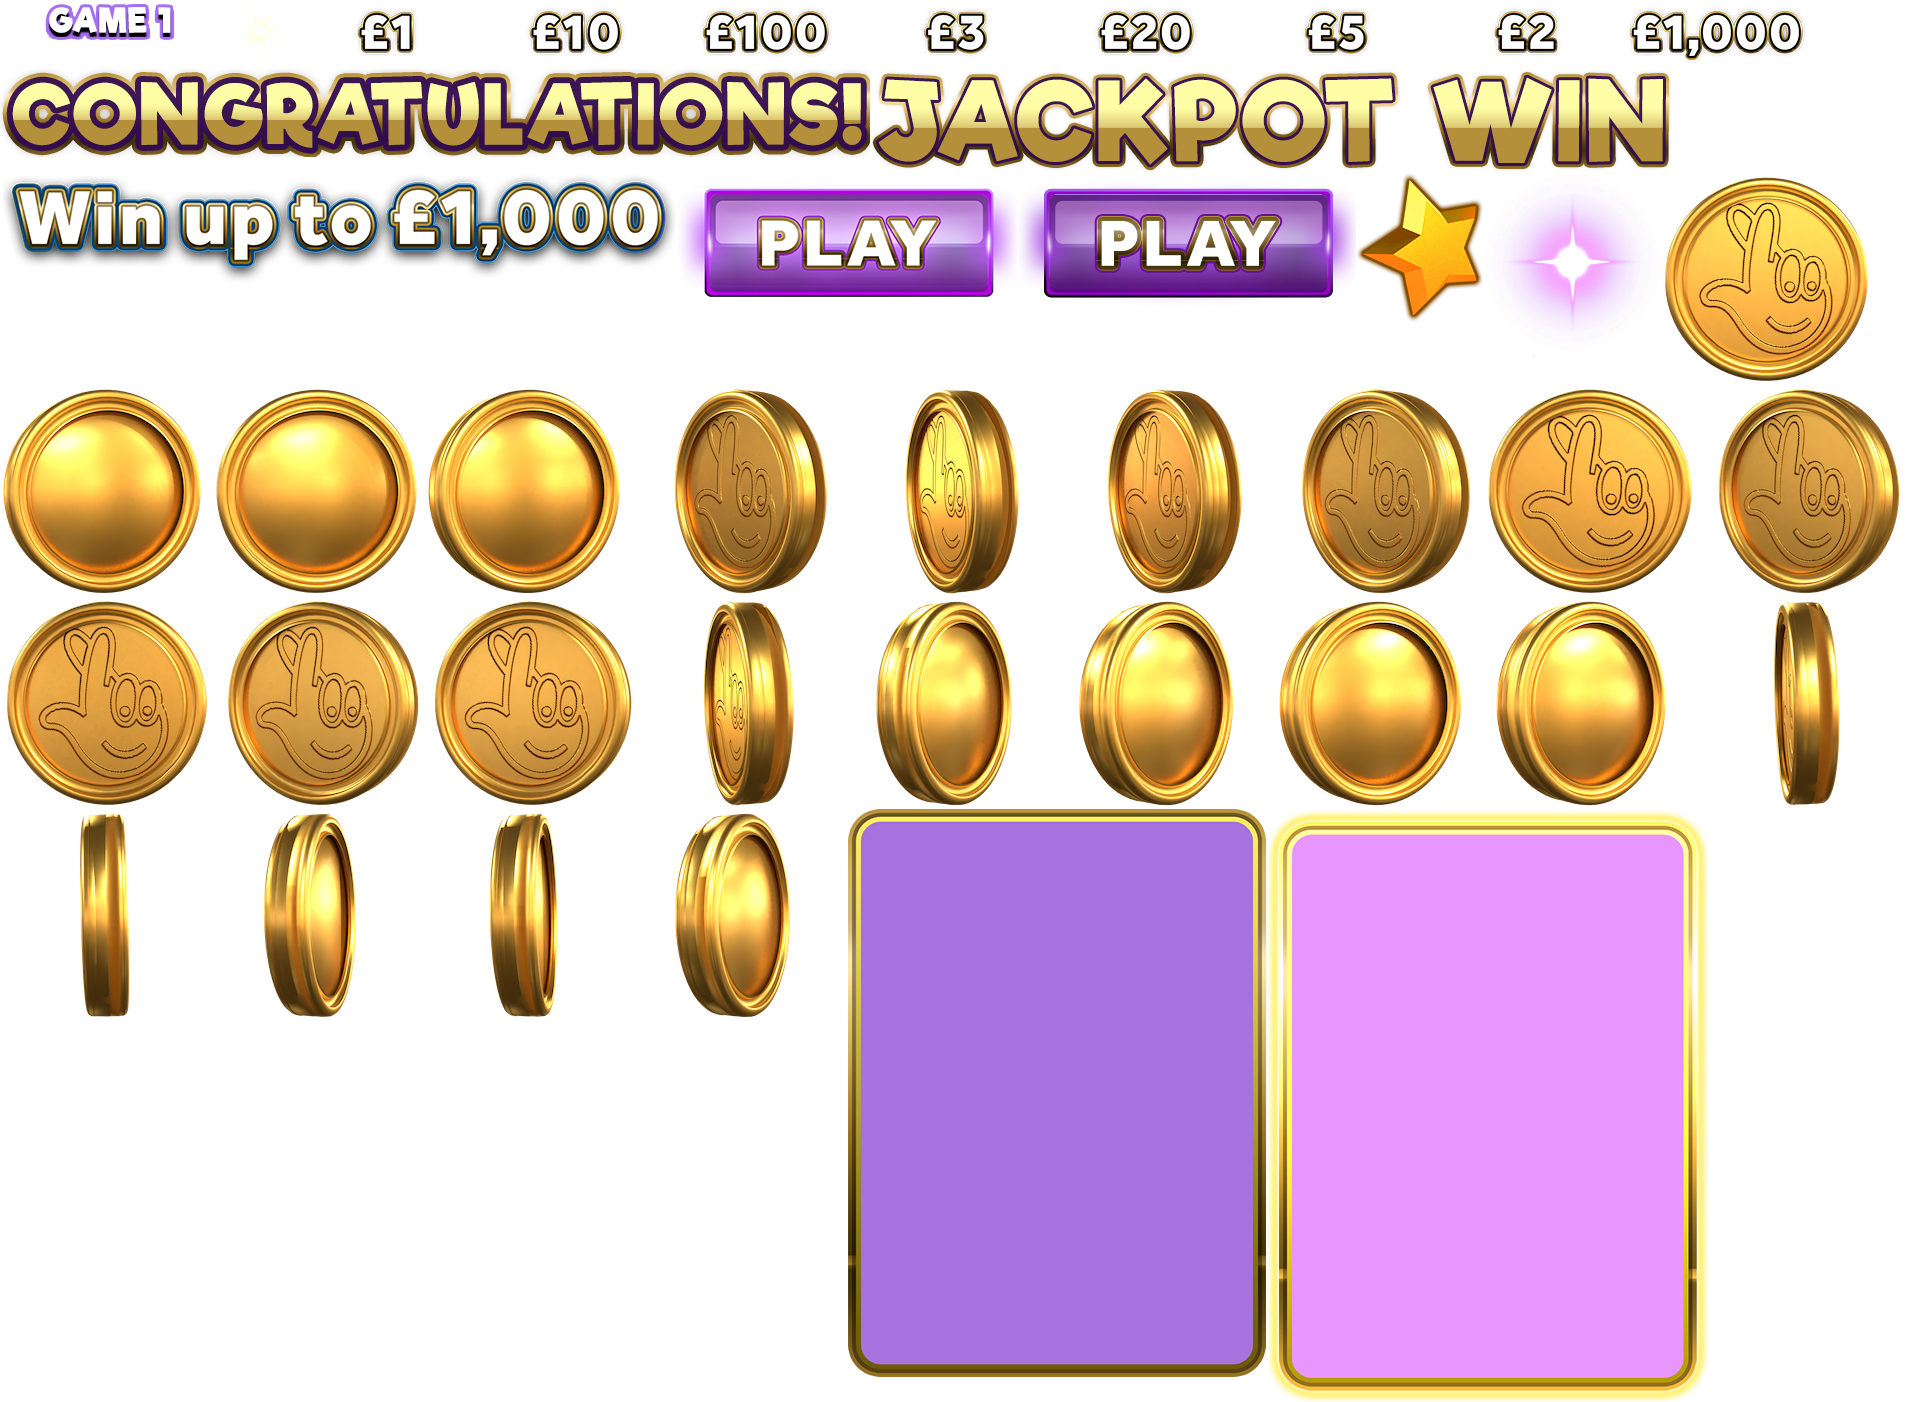 GAME 1 £1 £10 £100 £3 £20 £5 £2 £1,000
CONGRATULATIONS! JACKPOT WIN
Win up to £1,000 PLAY PLAY